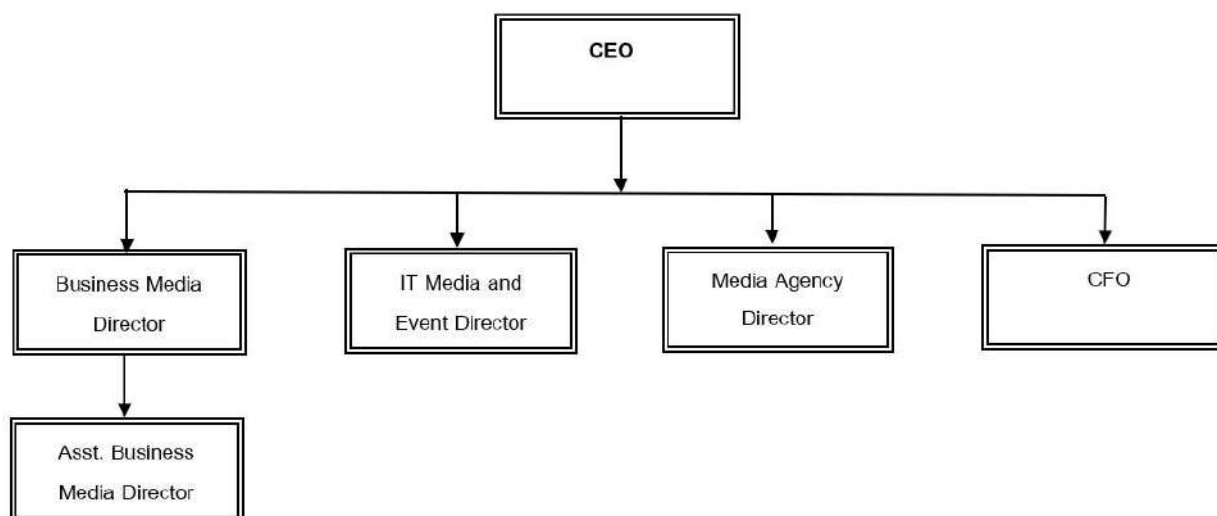 CEO
Business Media
Director
IT Media and
Event Director
Media Agency
Director
CFO
Asst. Business
Media Director